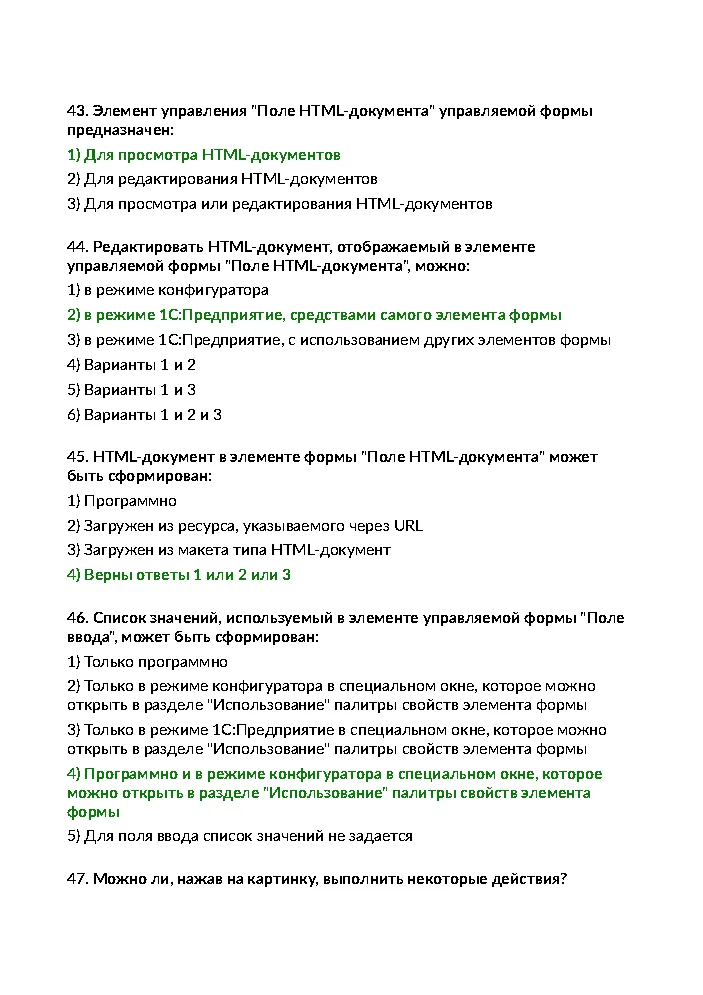 43. Элемент управления "Поле HTML-документа" управляемой формы
предназначен:
1) Для просмотра HTML-документов
2) Для редактирования HTML-документов
3) Для просмотра или редактирования HTML-документов
44. Редактировать HTML-документ, отображаемый в элементе
управляемой формы "Поле HTML-документа", можно:
1) в режиме конфигуратора
2) в режиме 1С:Предприятие, средствами самого элемента формы
3) в режиме 1С:Предприятие, с использованием других элементов формы
4) Варианты 1 и 2
5) Варианты 1 и 3
6) Варианты 1 и 2 и 3
45. HTML-документ в элементе формы "Поле HTML-документа" может
быть сформирован:
1) Программно
2) Загружен из ресурса, указываемого через URL
3) Загружен из макета типа HTML-документ
4) Верны ответы 1 или 2 или 3
46. Список значений, используемый в элементе управляемой формы "Поле
ввода", может быть сформирован:
1) Только программно
2) Только в режиме конфигуратора в специальном окне, которое можно
открыть в разделе "Использование" палитры свойств элемента формы
3) Только в режиме 1С:Предприятие в специальном окне, которое можно
открыть в разделе "Использование" палитры свойств элемента формы
4) Программно и в режиме конфигуратора в специальном окне, которое
можно открыть в разделе "Использование" палитры свойств элемента
формы
5) Для поля ввода список значений не задается
47. Можно ли, нажав на картинку, выполнить некоторые действия?